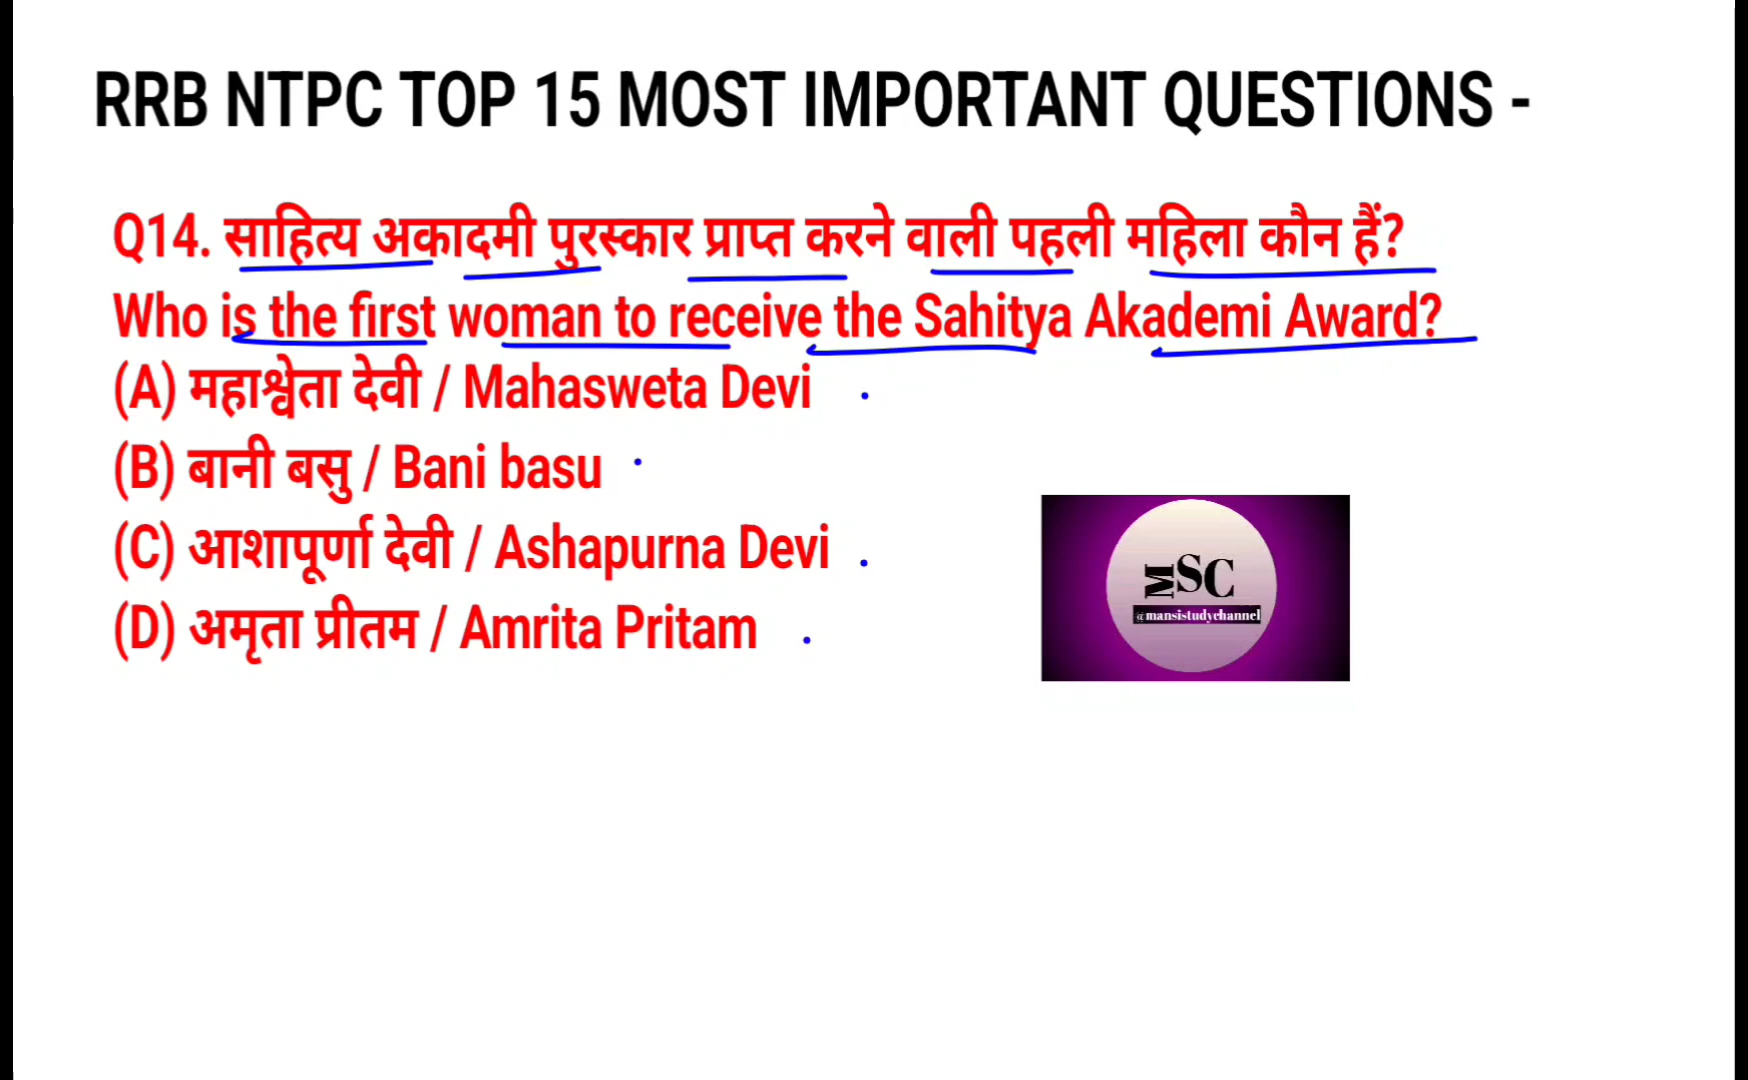 RRB NTPC TOP 15 MOST IMPORTANT QUESTIONS -
Q14. साहित्य अकादमी पुरस्कार प्राप्त करने वाली पहली महिला कौन हैं?
Who is the first woman to receive the Sahitya Akademi Award?
(A) महाश्वेता देवी / Mahasweta Devi
(B) बानी बसु / Bani basu
(C) आशापूर्णा देवी / Ashapurna Devi
(D) अमृता प्रीतम / Amrita Pritam
MSC
@mansistudychannel